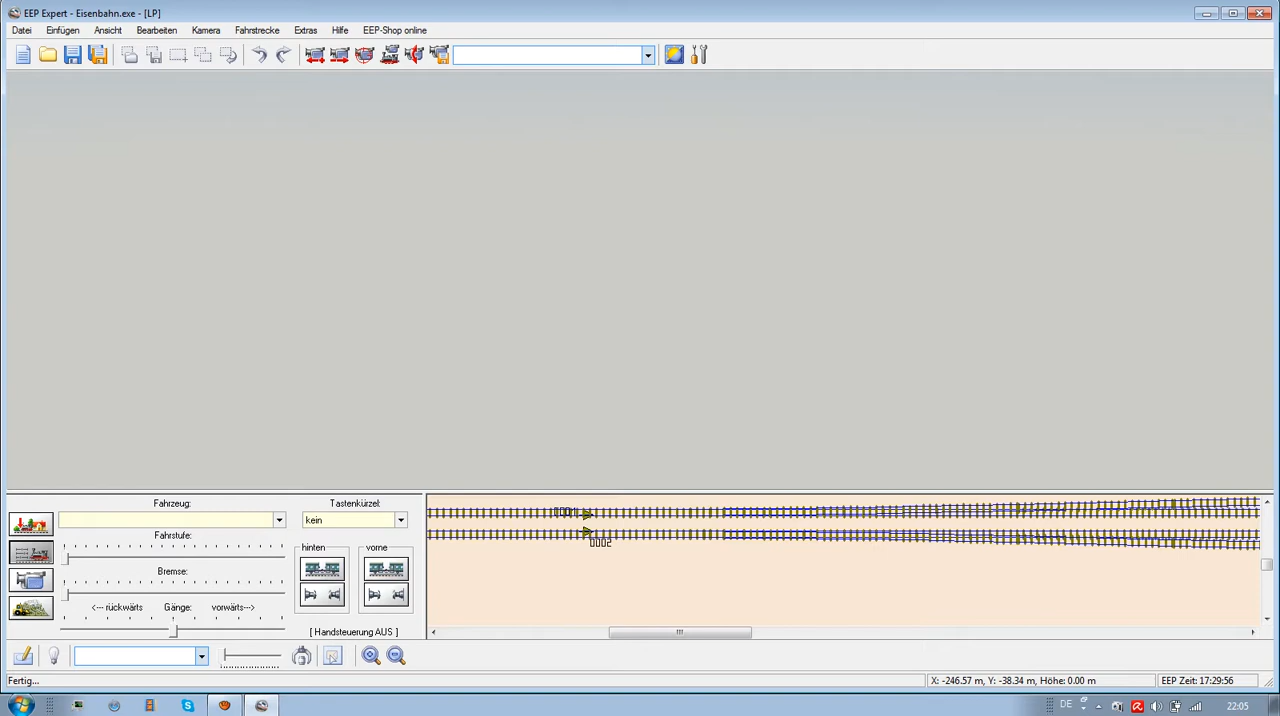 EEP Expert - Eisenbahn.exe - [LP]
Datei Einfügen Ansicht Bearbeiten Kamera Fahrstrecke Extras Hilfe EEP-Shop online
Fahrzeug: Tastenkürzel:
kein
Fahrstufe: hinten vorne
Bremse:
<--- rückwärts Gänge: vorwärts--->
[ Handsteuerung AUS ]
0002
Fertig... X: -246.57 m, Y: -38.34 m, Höhe: 0.00 m EEP Zeit: 17:29:56
DE 22:05